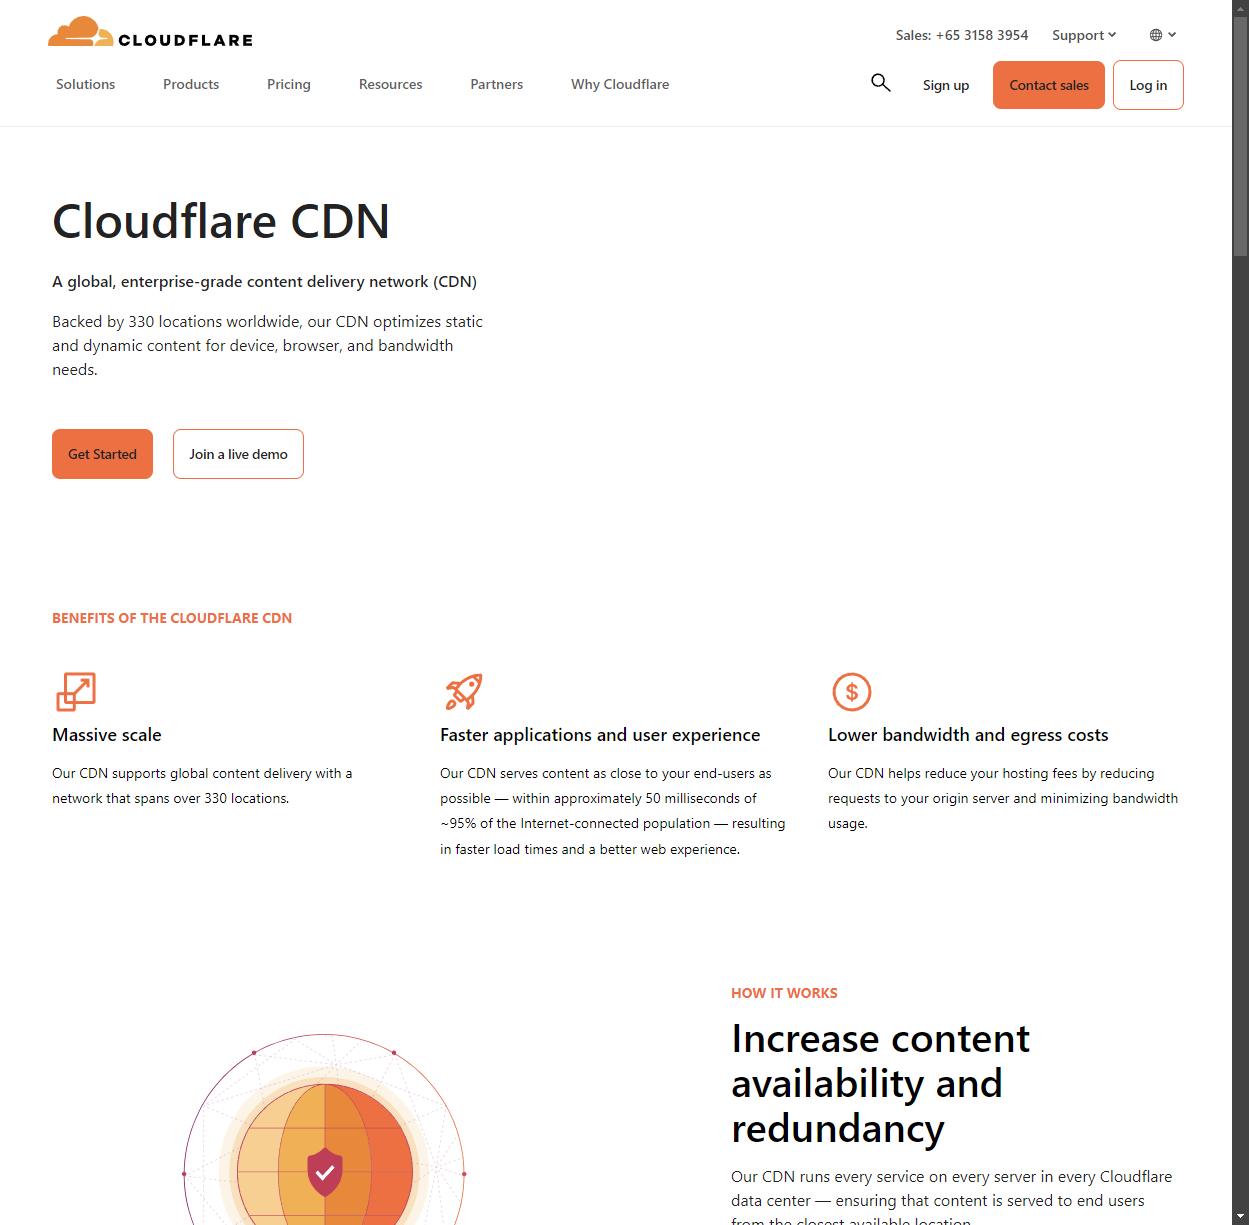 CLOUDFLARE
Sales: +65 3158 3954
Support
Solutions
Products
Pricing
Resources
Partners
Why Cloudflare
Sign up
Contact sales
Log in
Cloudflare CDN
A global, enterprise-grade content delivery network (CDN)
Backed by 330 locations worldwide, our CDN optimizes static
and dynamic content for device, browser, and bandwidth
needs.
Get Started
Join a live demo
BENEFITS OF THE CLOUDFLARE CDN
Massive scale
Our CDN supports global content delivery with a
network that spans over 330 locations.
Faster applications and user experience
Our CDN serves content as close to your end-users as
possible — within approximately 50 milliseconds of
~95% of the Internet-connected population — resulting
in faster load times and a better web experience.
$
Lower bandwidth and egress costs
Our CDN helps reduce your hosting fees by reducing
requests to your origin server and minimizing bandwidth
usage.
HOW IT WORKS
Increase content
availability and
redundancy
Our CDN runs every service on every server in every Cloudflare
data center — ensuring that content is served to end users
from the closest available location.